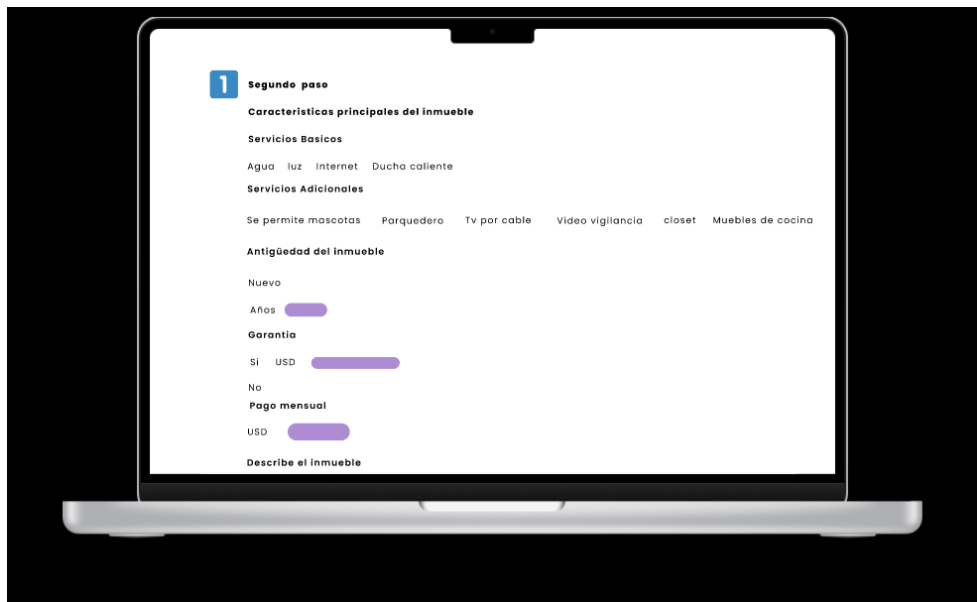 1 Segundo paso
Caracteristicas principales del inmueble
Servicios Basicos
Agua luz Internet Ducha caliente
Servicios Adicionales
Se permite mascotas Parquedero Tv por cable Video vigilancia closet Muebles de cocina
Antigüedad del inmueble
Nuevo
Años
Garantia
Si USD
No
Pago mensual
USD
Describe el inmueble